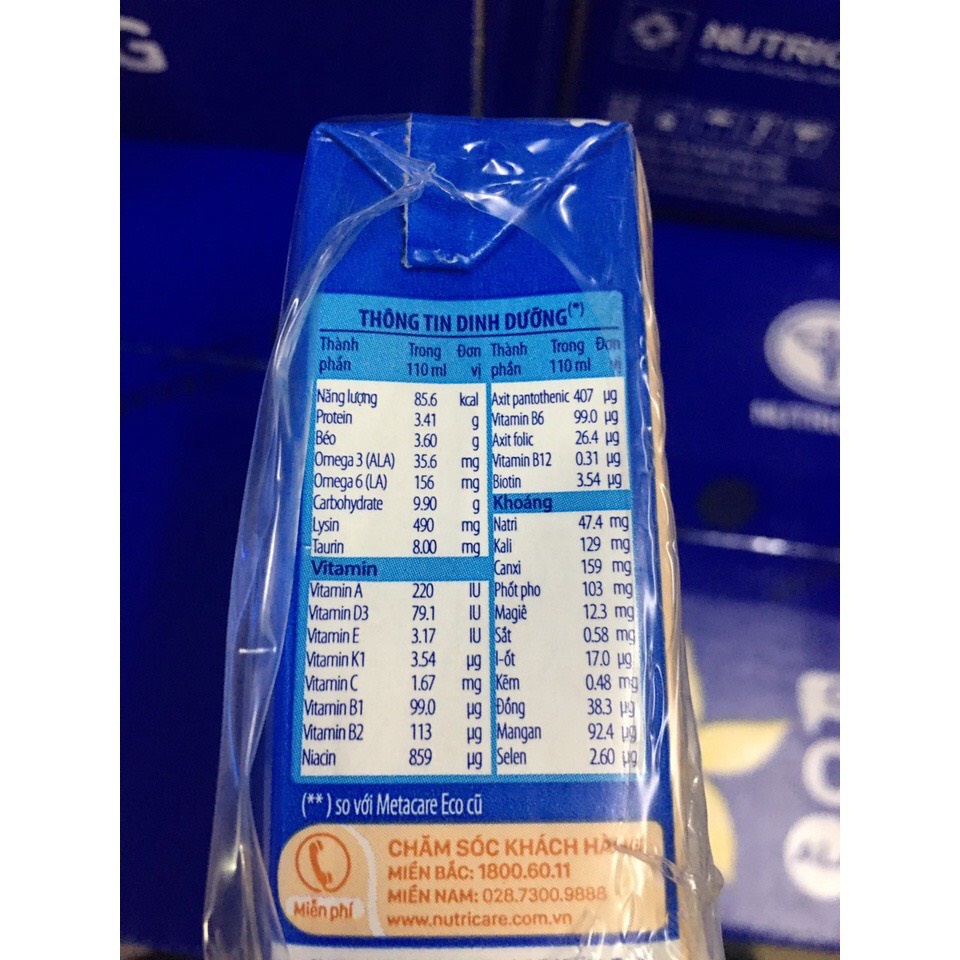 G
NUTRIC
THÔNG TIN DINH DƯỠNG(*)
Thành phần Trong 110 ml Đơn vị
Năng lượng 85.6 kcal
Protein 3.41 g
Béo 3.60 g
Omega 3 (ALA) 35.6 mg
Omega 6 (LA) 156 mg
Carbohydrate 9.90 g
Lysin 490 mg
Taurin 8.00 mg
Vitamin
Vitamin A 220 IU
Vitamin D3 79.1 IU
Vitamin E 3.17 IU
Vitamin K1 3.54 µg
Vitamin C 1.67 mg
Vitamin B1 99.0 µg
Vitamin B2 113 µg
Niacin 859 µg
Thành phần Trong 110 ml Đơn vị
Axit pantothenic 407 µg
Vitamin B6 99.0 µg
Axit folic 26.4 µg
Vitamin B12 0.31 µg
Biotin 3.54 µg
Khoáng
Natri 47.4 mg
Kali 129 mg
Canxi 159 mg
Phốt pho 103 mg
Magiê 12.3 mg
Sắt 0.58 mg
I-ốt 17.0 µg
Kẽm 0.48 mg
Đồng 38.3 µg
Mangan 92.4 µg
Selen 2.60 µg
(**) so với Metacare Eco cũ
CHĂM SÓC KHÁCH HÀNG
MIỀN BẮC: 1800.60.11
MIỀN NAM: 028.7300.9888
www.nutricare.com.vn
Miễn phí
NUTRI